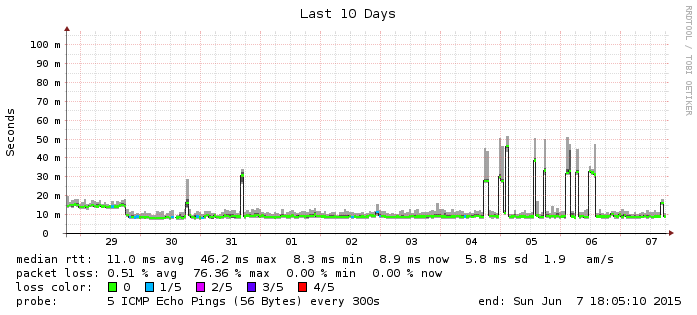 Last 10 Days
RRDTOOL / TOBI OETIKER
Seconds
100 m
90 m
80 m
70 m
60 m
50 m
40 m
30 m
20 m
10 m
0
29 30 31 01 02 03 04 05 06 07
median rtt: 11.0 ms avg 46.2 ms max 8.3 ms min 8.9 ms now 5.8 ms sd 1.9 am/s
packet loss: 0.51 % avg 76.36 % max 0.00 % min 0.00 % now
loss color: 0 1/5 2/5 3/5 4/5
probe: 5 ICMP Echo Pings (56 Bytes) every 300s end: Sun Jun 7 18:05:10 2015